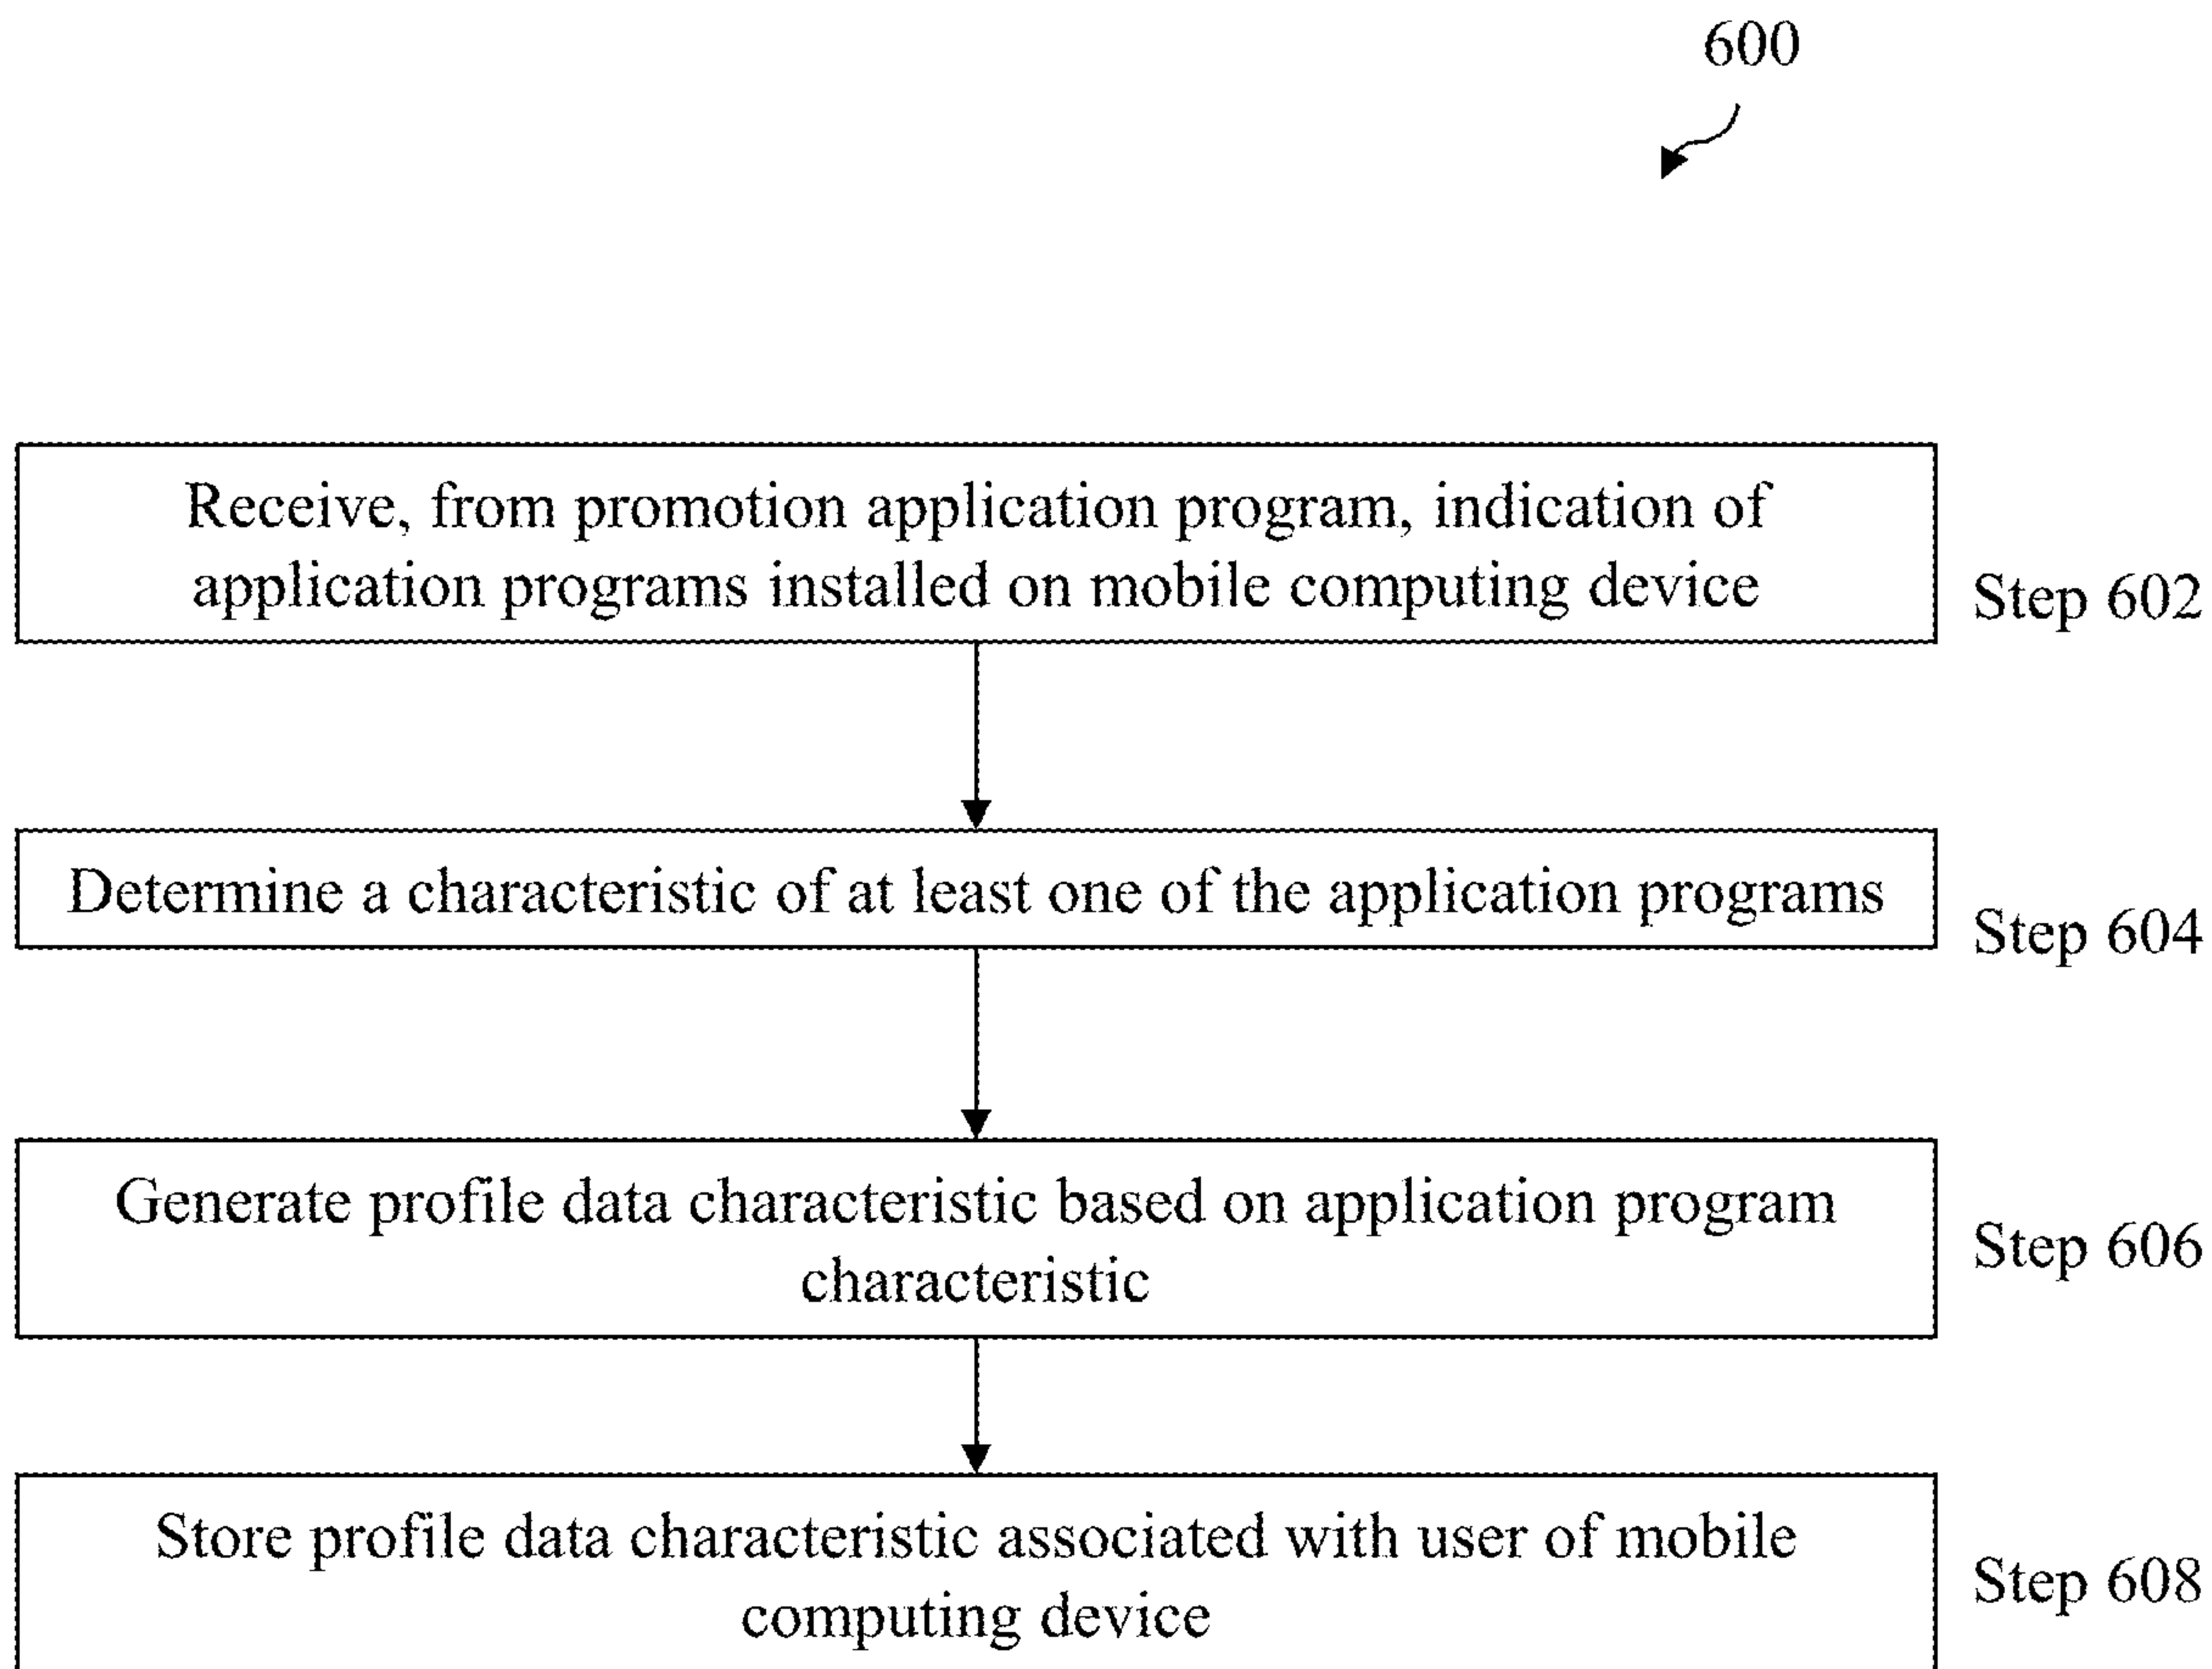 600
Receive, from promotion application program, indication of
application programs installed on mobile computing device
Step 602
Determine a characteristic of at least one of the application programs
Step 604
Generate profile data characteristic based on application program
characteristic
Step 606
Store profile data characteristic associated with user of mobile
computing device
Step 608